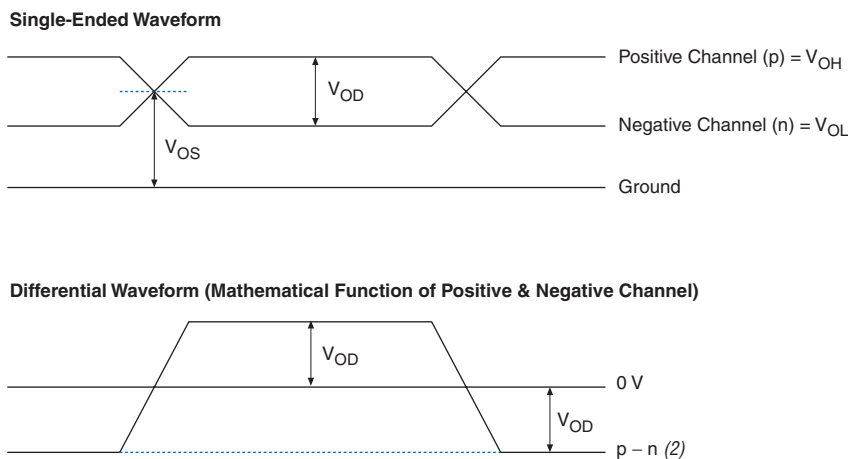 Single-Ended Waveform
Positive Channel (p) = VOH
VOD
Negative Channel (n) = VOL
VOS
Ground
Differential Waveform (Mathematical Function of Positive & Negative Channel)
VOD
0 V
VOD
p – n (2)